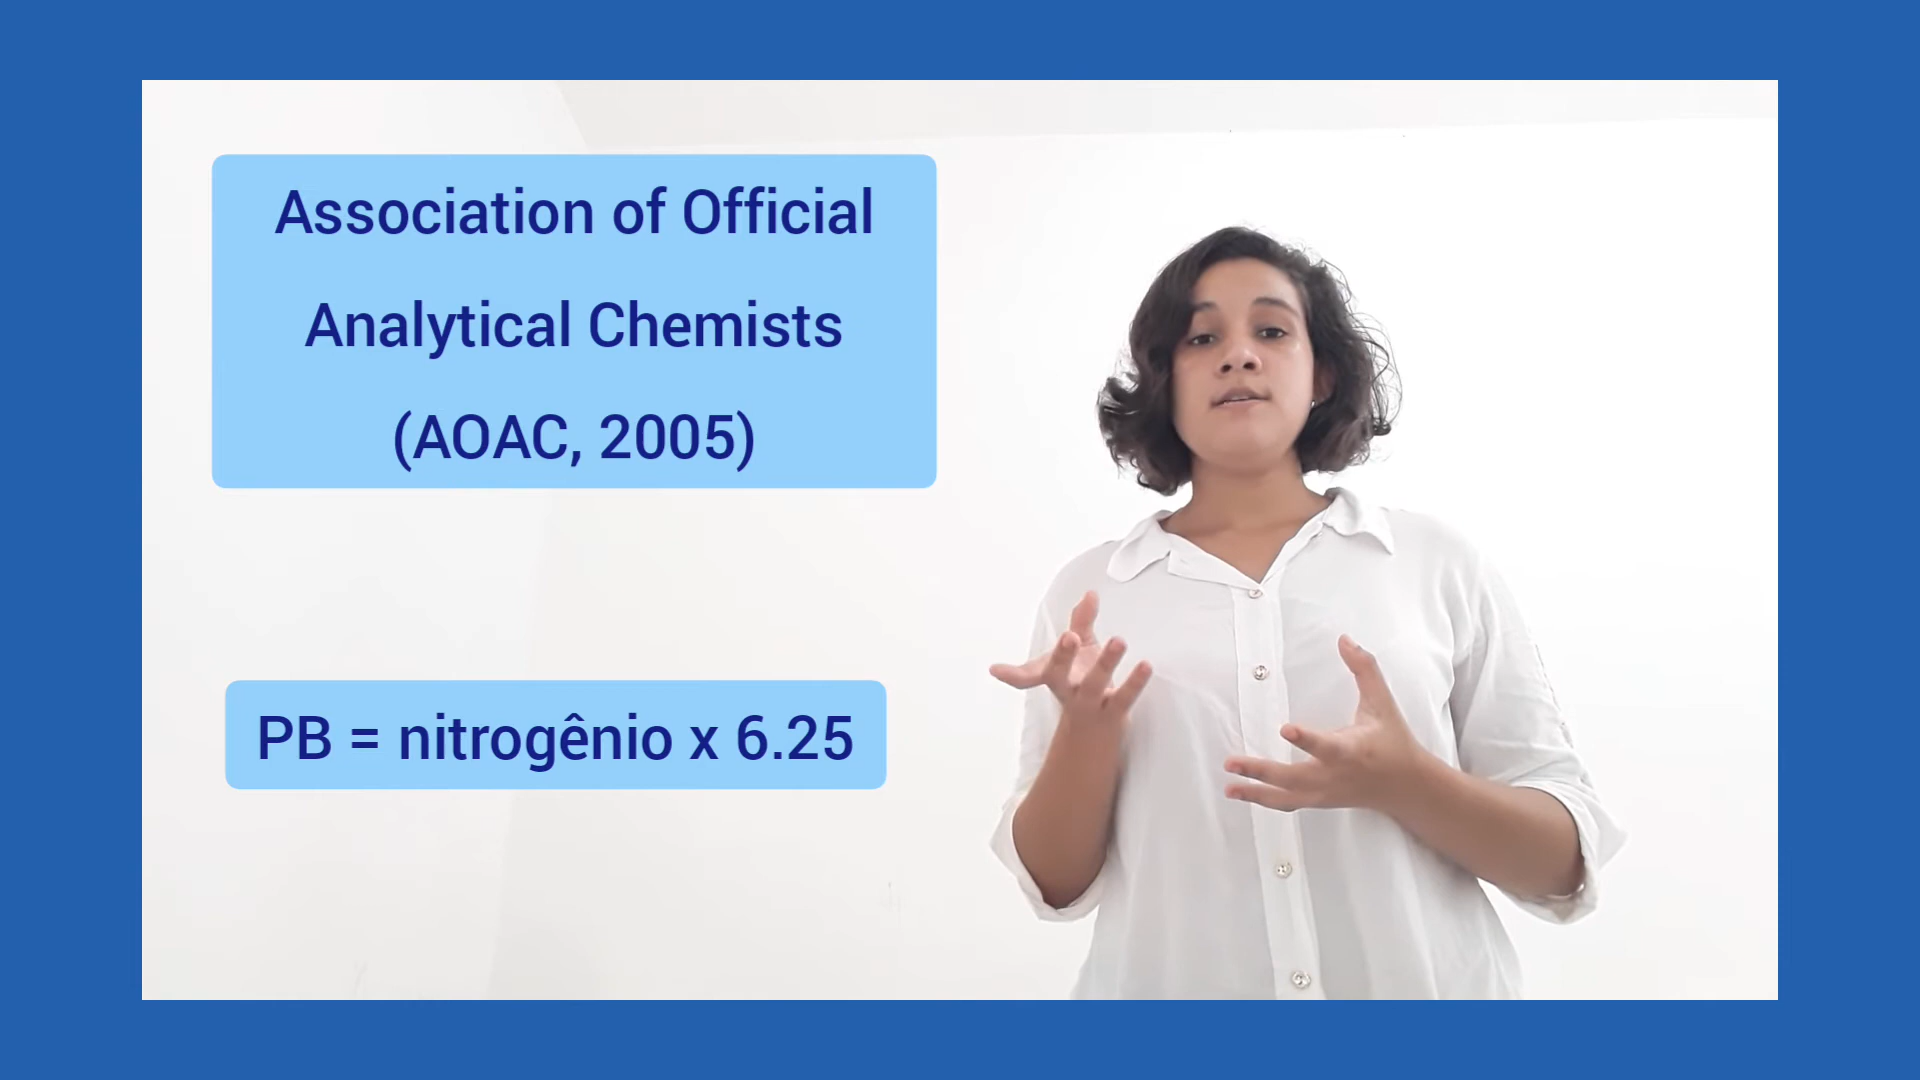 Association of Official
Analytical Chemists
(AOAC, 2005)
PB = nitrogênio x 6.25